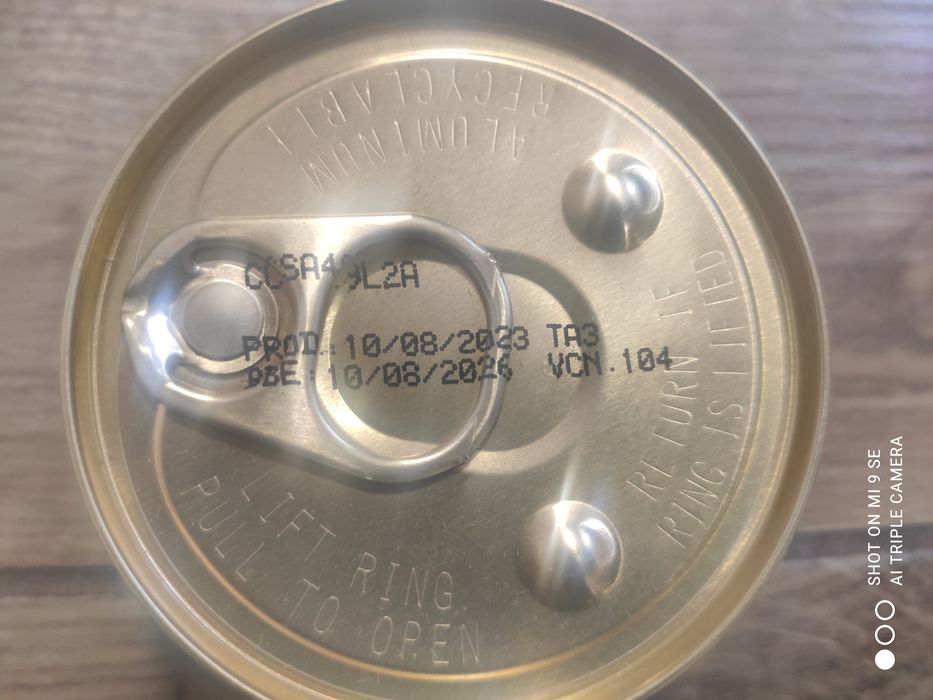 ALUMINUM
RECYCLABLE
CCSA49L2A
PROD.:10/08/2023 TA3
BBE:10/08/2026 VCN.104
RETURN IF
RING IS LIFTED
LIFT RING
PULL TO OPEN
SHOT ON MI 9 SE
AI TRIPLE CAMERA